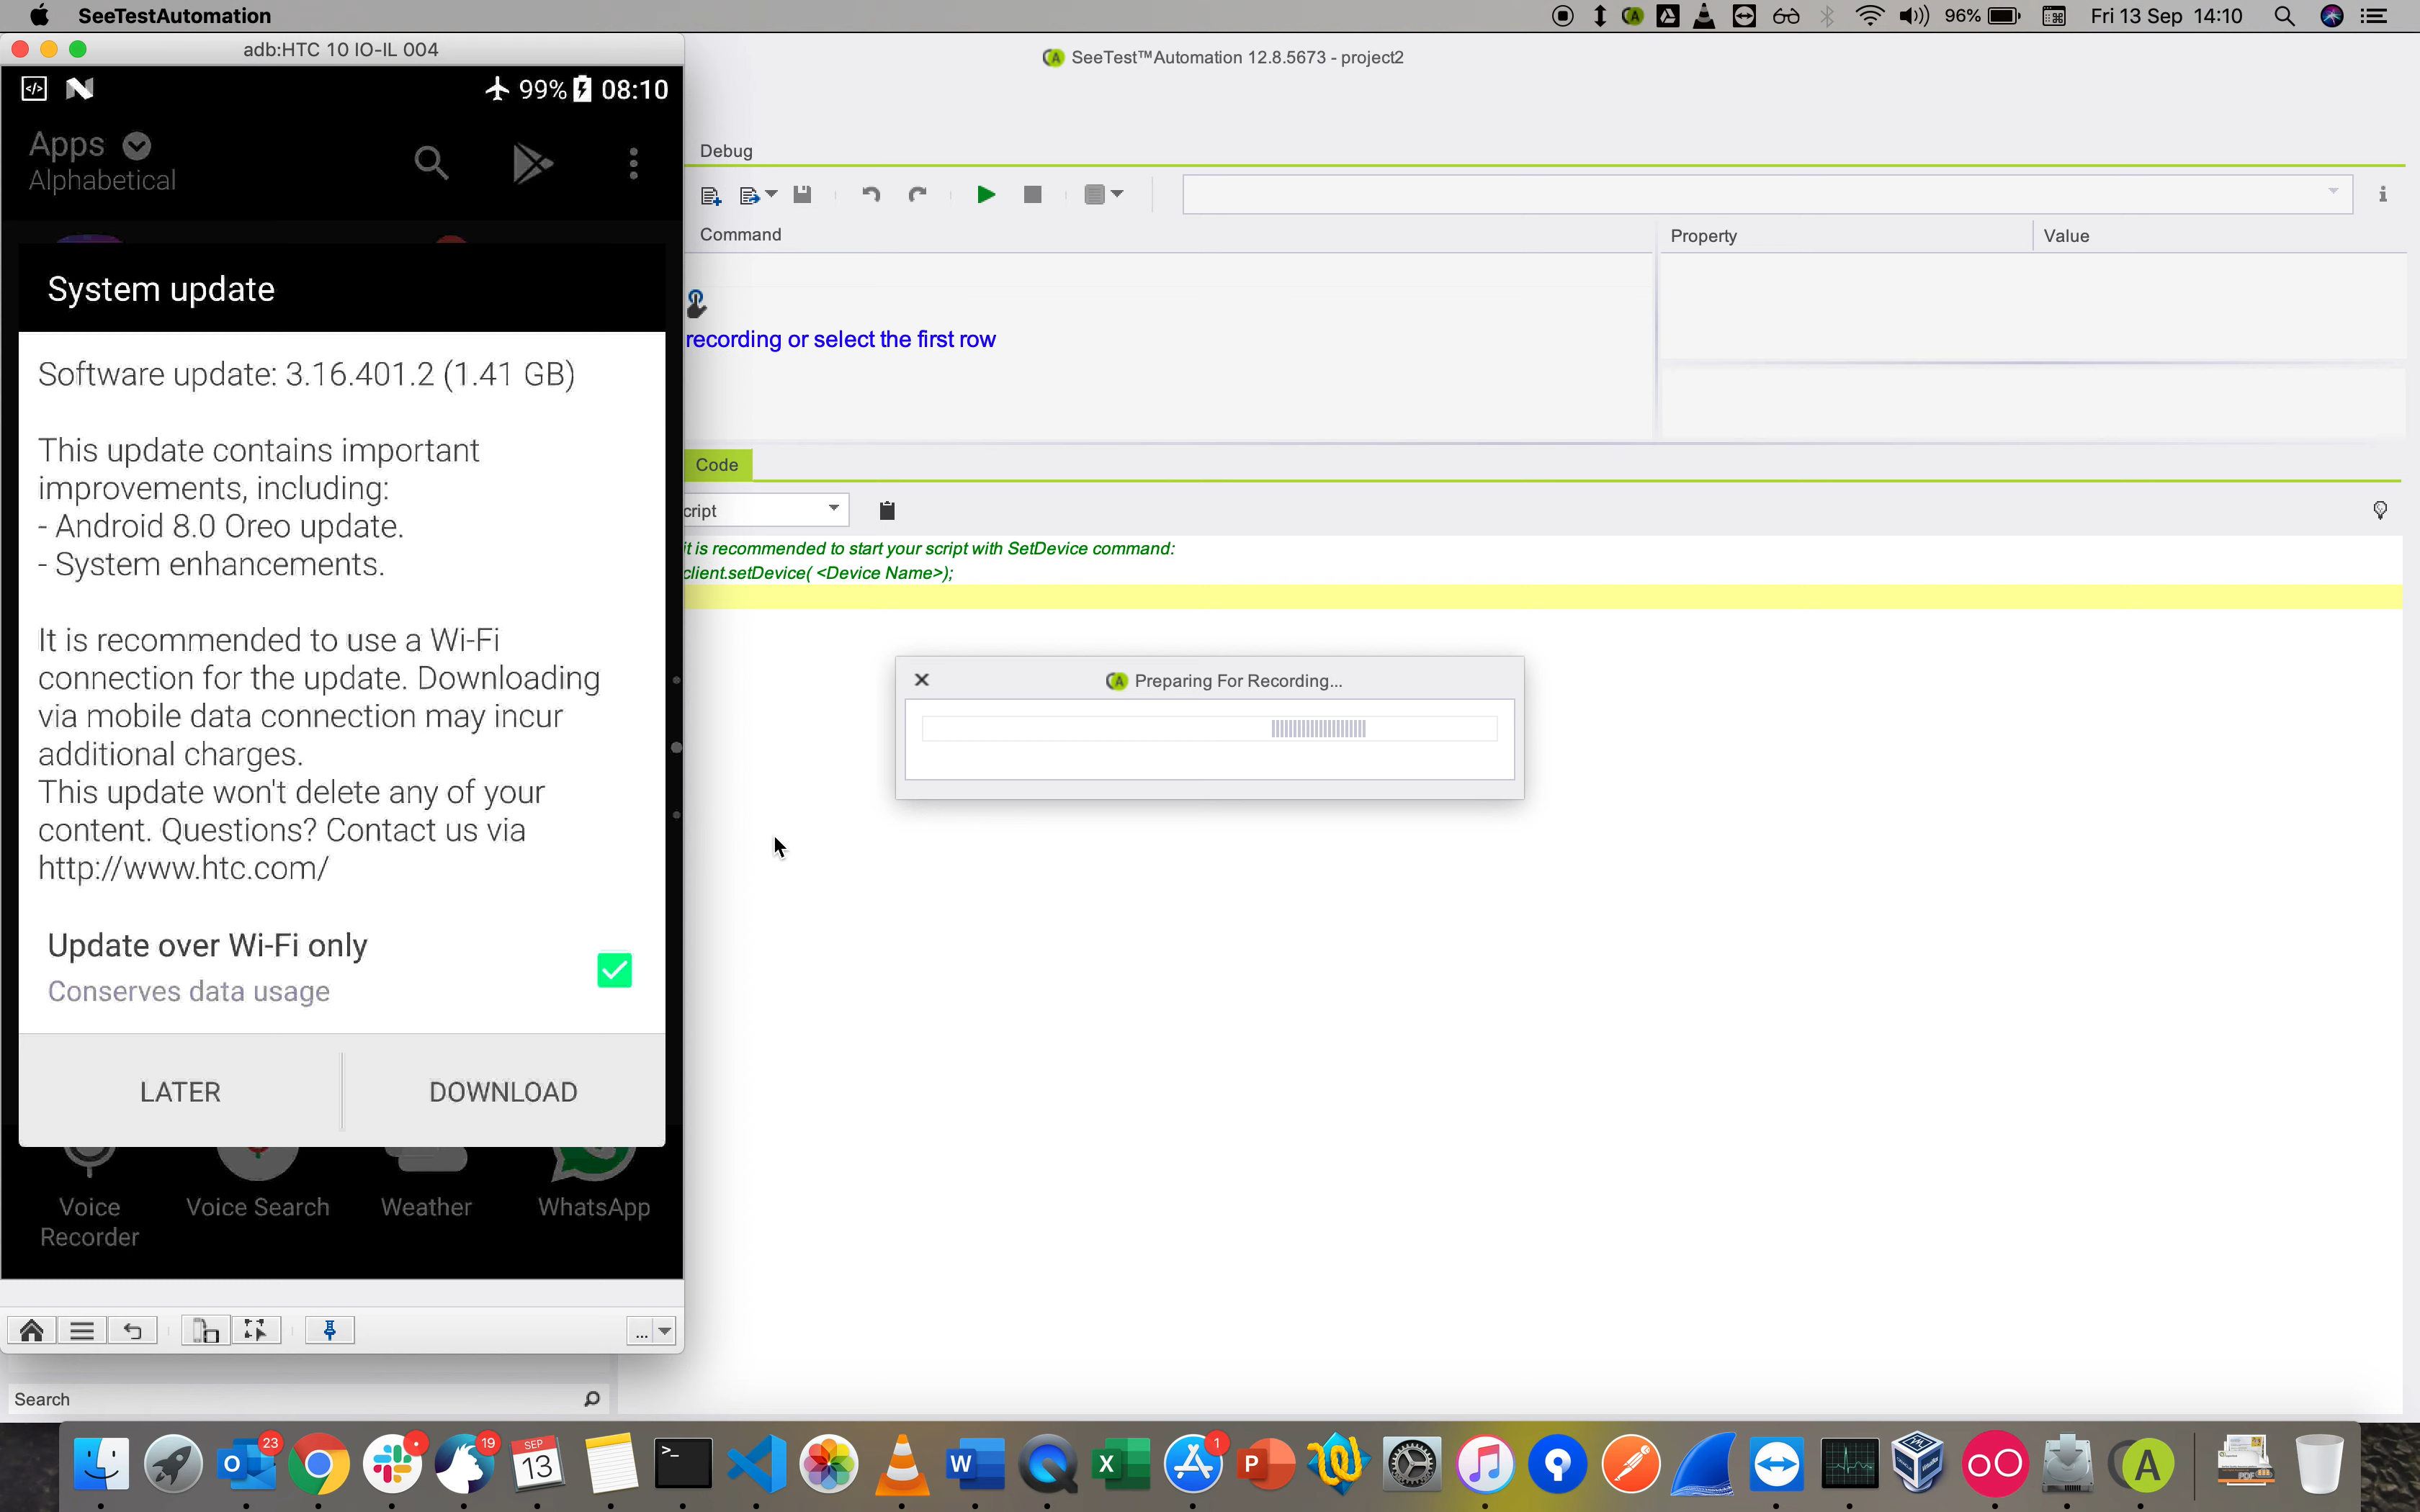 SeeTestAutomation
96%
Fri 13 Sep 14:10
adb:HTC 10 IO-IL 004
SeeTest™Automation 12.8.5673 - project2
99% 08:10
Apps
Alphabetical
Debug
Command
Property
Value
System update
recording or select the first row
Software update: 3.16.401.2 (1.41 GB)
This update contains important
improvements, including:
- Android 8.0 Oreo update.
- System enhancements.
It is recommended to use a Wi-Fi
connection for the update. Downloading
via mobile data connection may incur
additional charges.
This update won't delete any of your
content. Questions? Contact us via
http://www.htc.com/
Update over Wi-Fi only
Conserves data usage
LATER
DOWNLOAD
Code
cript
it is recommended to start your script with SetDevice command:
client.setDevice( <Device Name>);
Preparing For Recording...
Voice
Recorder
Voice Search
Weather
WhatsApp
...
Search
23
19
SEP
13
1
W
X
P
O
A
PDF